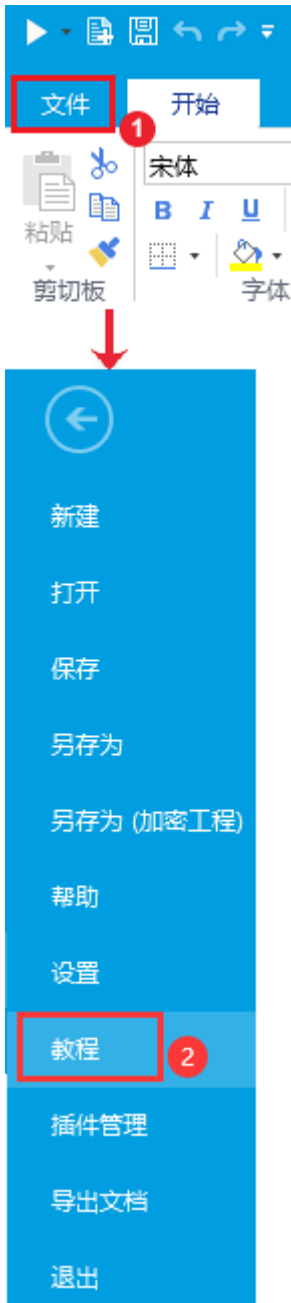 文件 开始
1
宋体
粘贴 B I U
剪切板 字体
新建
打开
保存
另存为
另存为 (加密工程)
帮助
设置
教程 2
插件管理
导出文档
退出